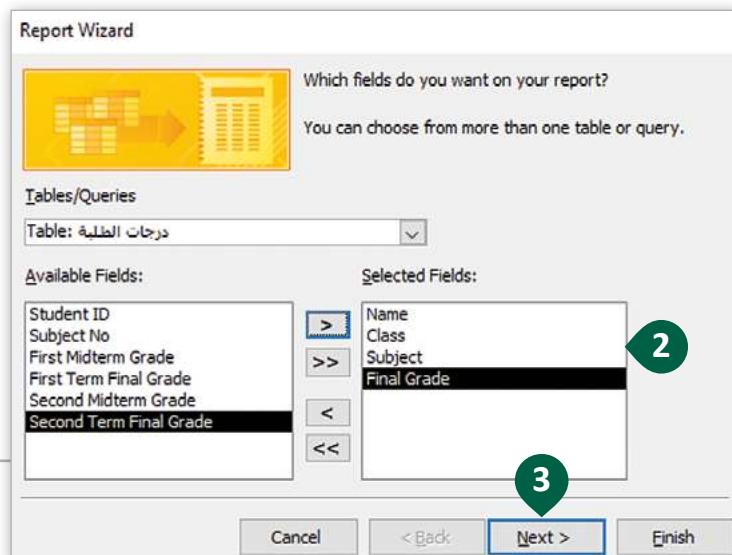 Report Wizard
Which fields do you want on your report?
You can choose from more than one table or query.
Tables/Queries
Table: درجات الطلبة
Available Fields:
Selected Fields:
Student ID
Subject No
First Midterm Grade
First Term Final Grade
Second Midterm Grade
Second Term Final Grade
>
>>
<
<<
Name
Class
Subject
Final Grade
2
3
Cancel
< Back
Next >
Finish